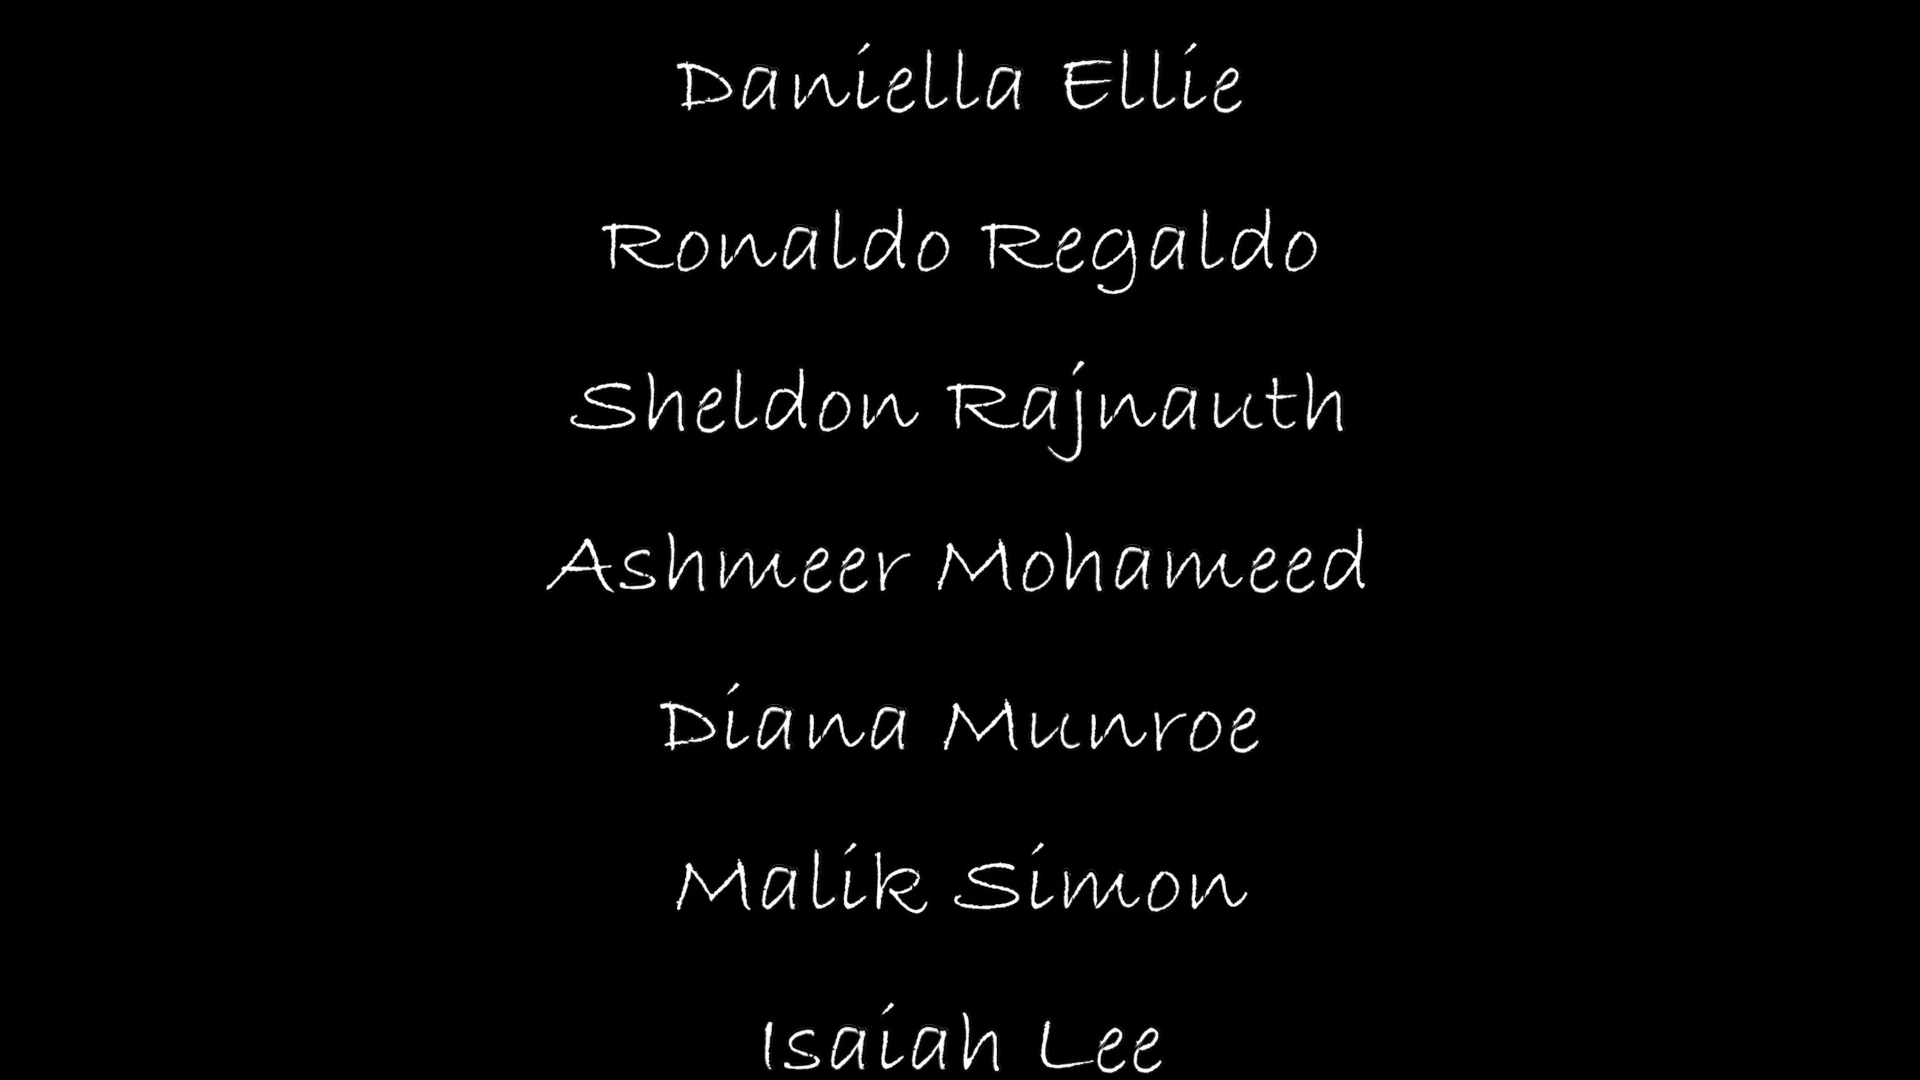 Daniella Ellie
Ronaldo Regaldo
Sheldon Rajnauth
Ashmeer Mohameed
Diana Munroe
Malik Simon
Isaiah Lee